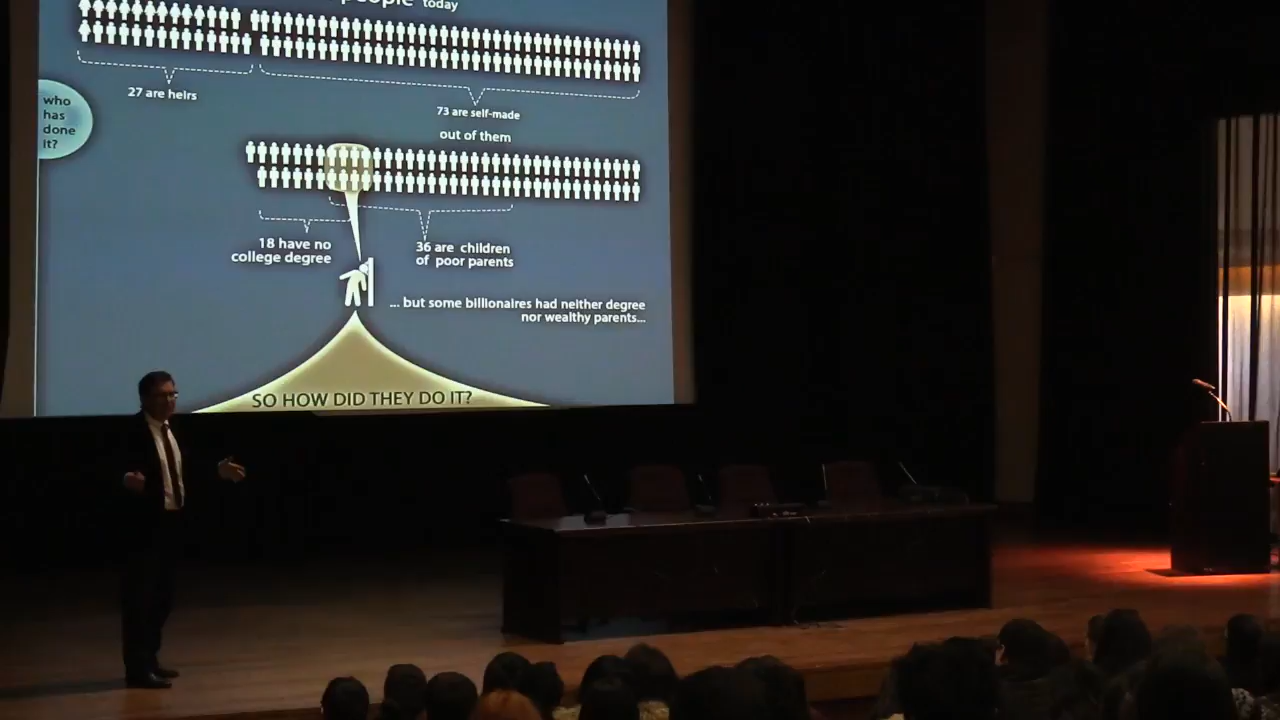 people today
27 are heirs
73 are self-made
out of them
who
has
done
it?
18 have no
college degree
36 are children
of poor parents
... but some billionaires had neither degree
nor wealthy parents...
SO HOW DID THEY DO IT?